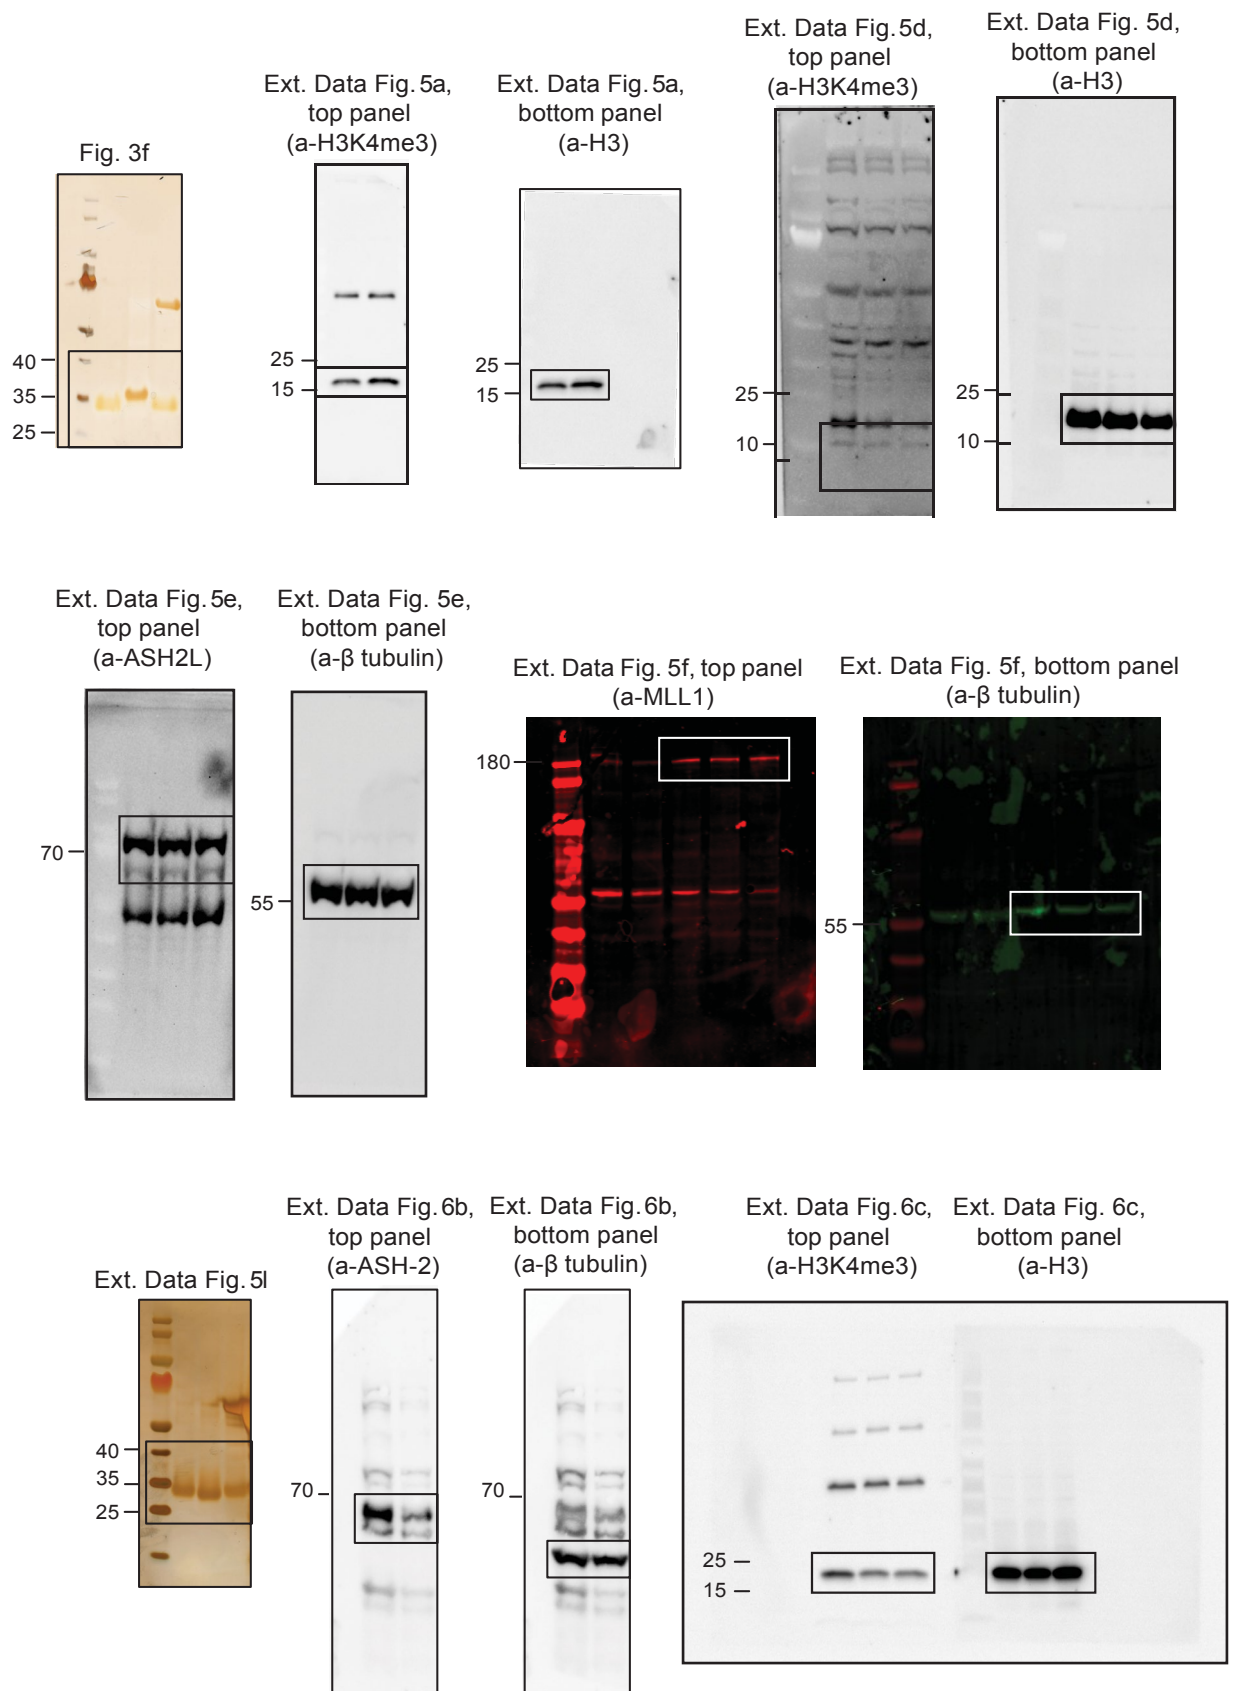 Fig. 3f
40
35
25
Ext. Data Fig. 5a,
top panel
(a-H3K4me3)
25
15
Ext. Data Fig. 5a,
bottom panel
(a-H3)
25
15
Ext. Data Fig. 5d,
top panel
(a-H3K4me3)
25
10
Ext. Data Fig. 5d,
bottom panel
(a-H3)
25
10
Ext. Data Fig. 5e,
top panel
(a-ASH2L)
70
Ext. Data Fig. 5e,
bottom panel
(a-β tubulin)
55
Ext. Data Fig. 5f, top panel
(a-MLL1)
180
Ext. Data Fig. 5f, bottom panel
(a-β tubulin)
55
Ext. Data Fig. 5l
40
35
25
Ext. Data Fig. 6b,
top panel
(a-ASH-2)
70
Ext. Data Fig. 6b,
bottom panel
(a-β tubulin)
70
Ext. Data Fig. 6c,
top panel
(a-H3K4me3)
25
15
Ext. Data Fig. 6c,
bottom panel
(a-H3)